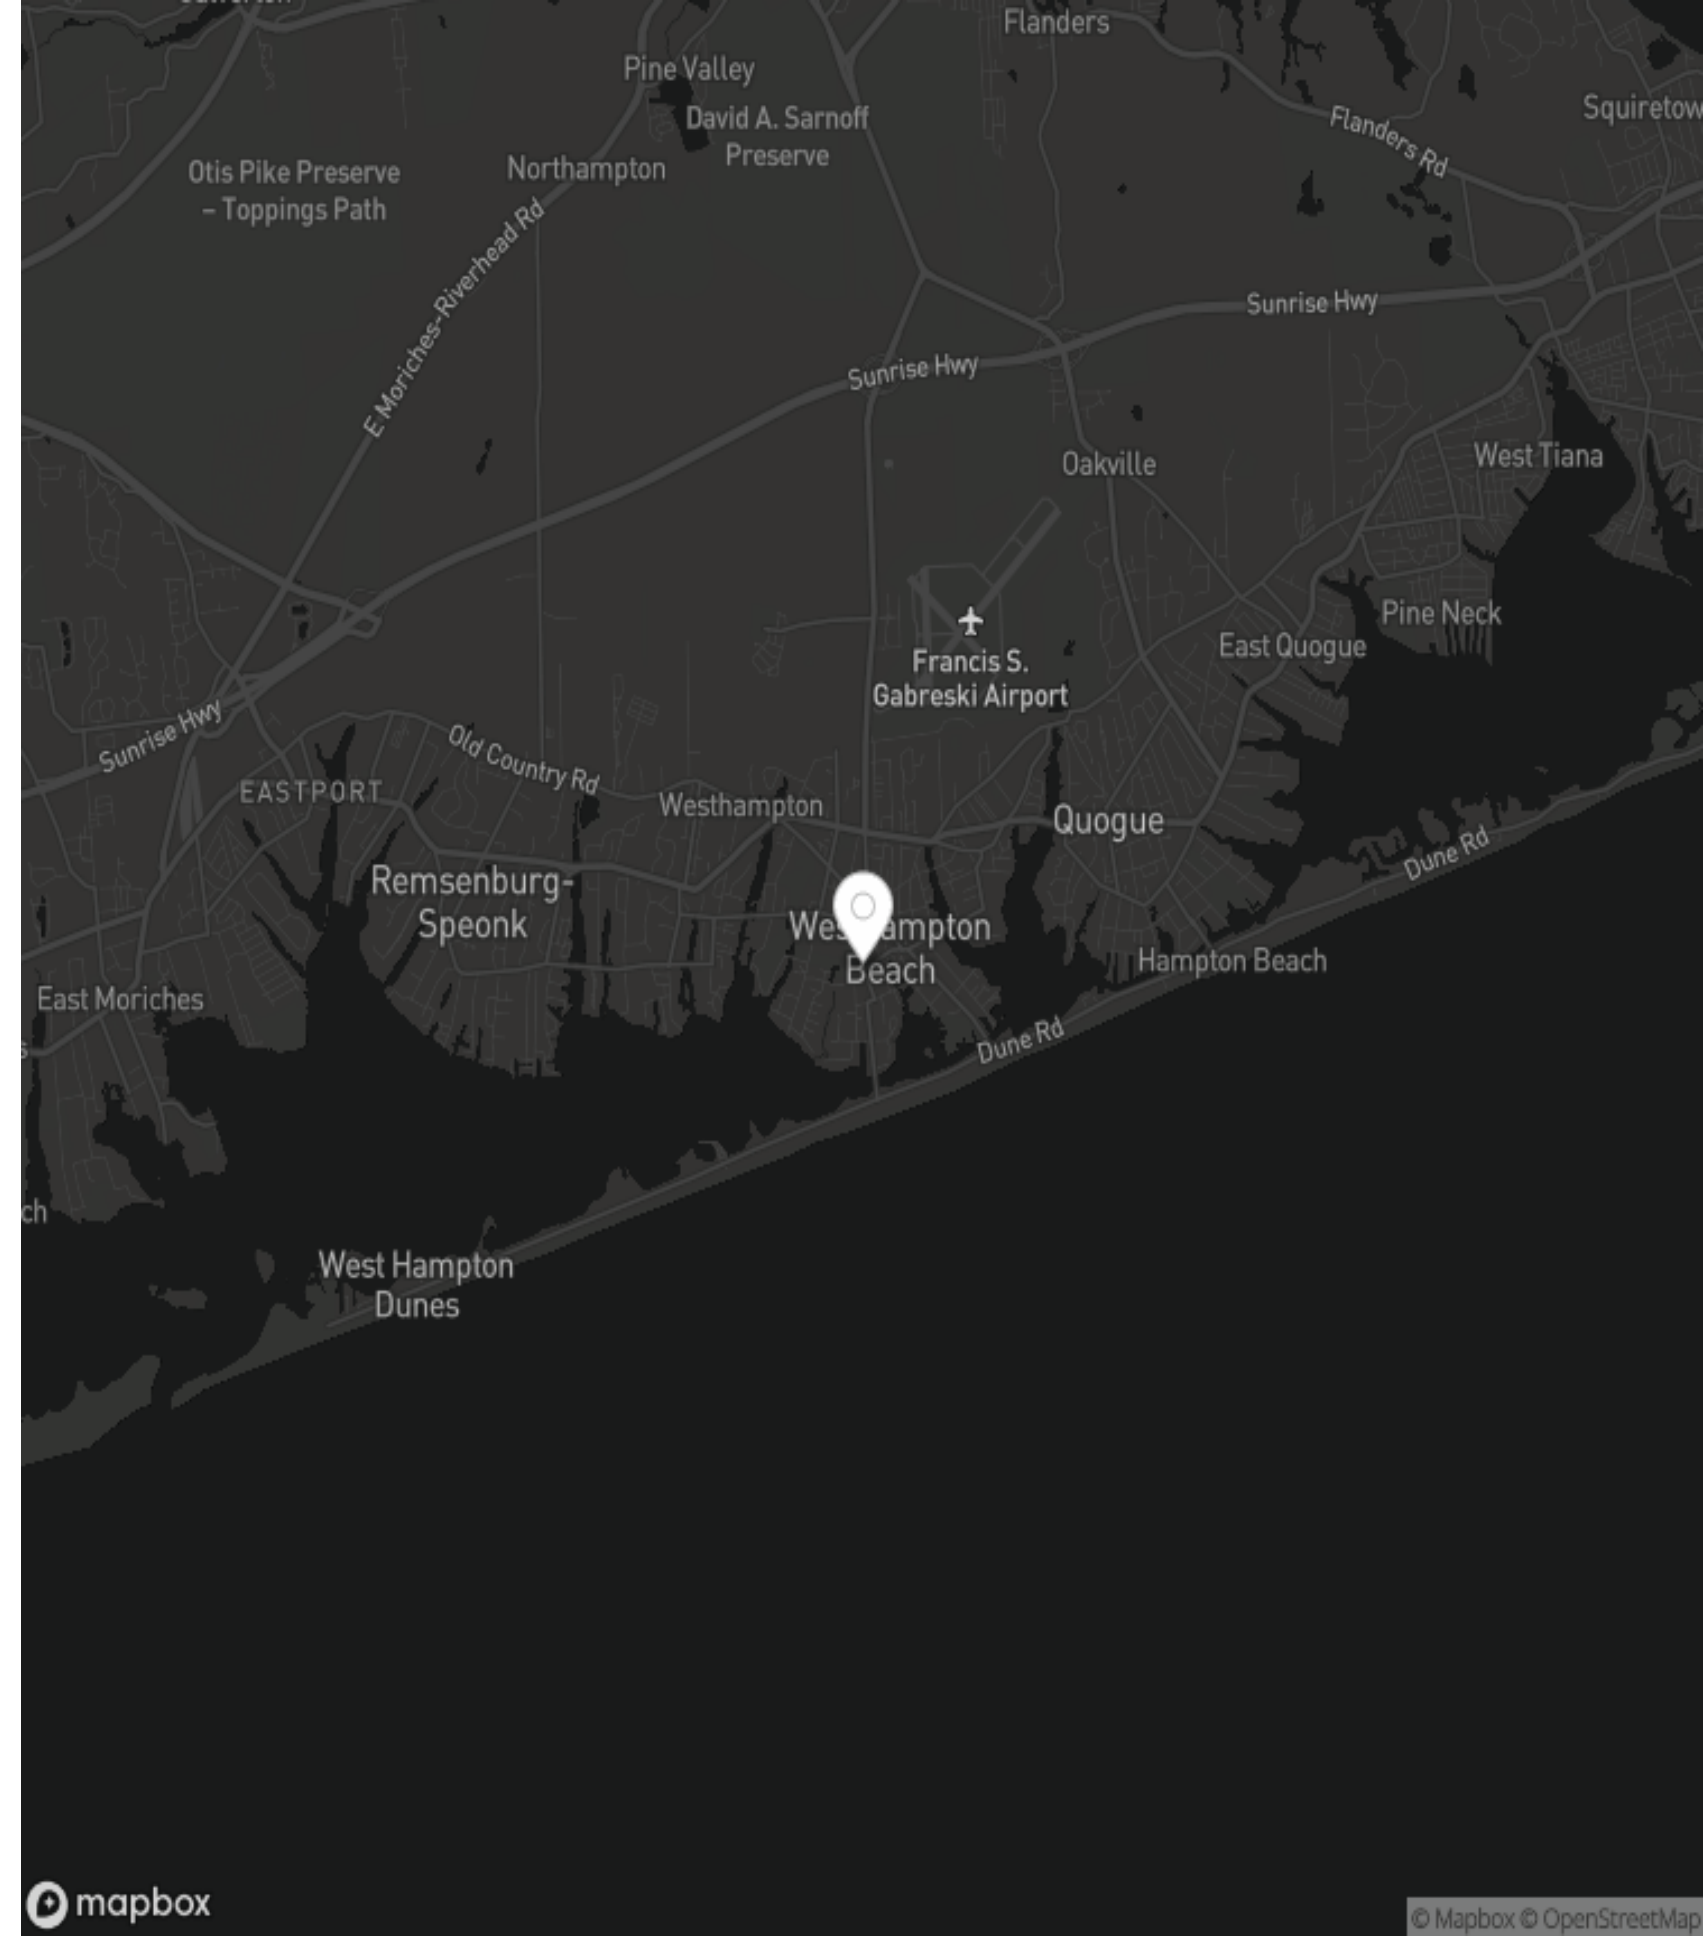 Flanders
Pine Valley
David A. Sarnoff
Preserve
Squiretow
Flanders Rd
Otis Pike Preserve
– Toppings Path
Northampton
E Moriches-Riverhead Rd
Sunrise Hwy
Sunrise Hwy
Oakville
West Tiana
Pine Neck
East Quogue
Francis S.
Gabreski Airport
Sunrise Hwy
Old Country Rd
EASTPORT
Westhampton
Quogue
Dune Rd
Remsenburg-
Speonk
Wes ampton
Beach
Hampton Beach
East Moriches
Dune Rd
ch
West Hampton
Dunes
mapbox
© Mapbox © OpenStreetMap